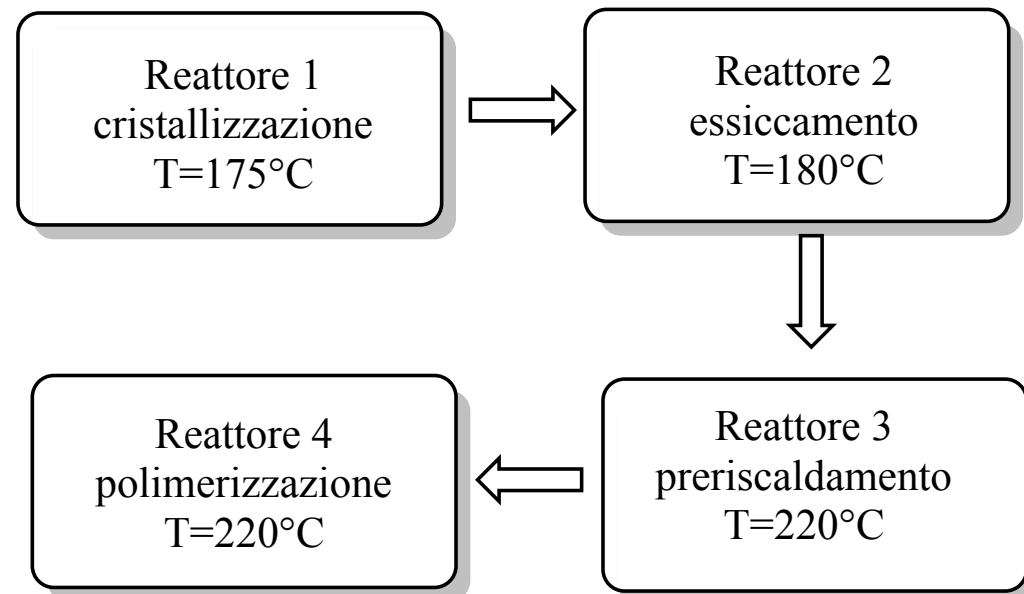 Reattore 1
cristallizzazione
T=175°C
Reattore 2
essiccamento
T=180°C
Reattore 3
preriscaldamento
T=220°C
Reattore 4
polimerizzazione
T=220°C